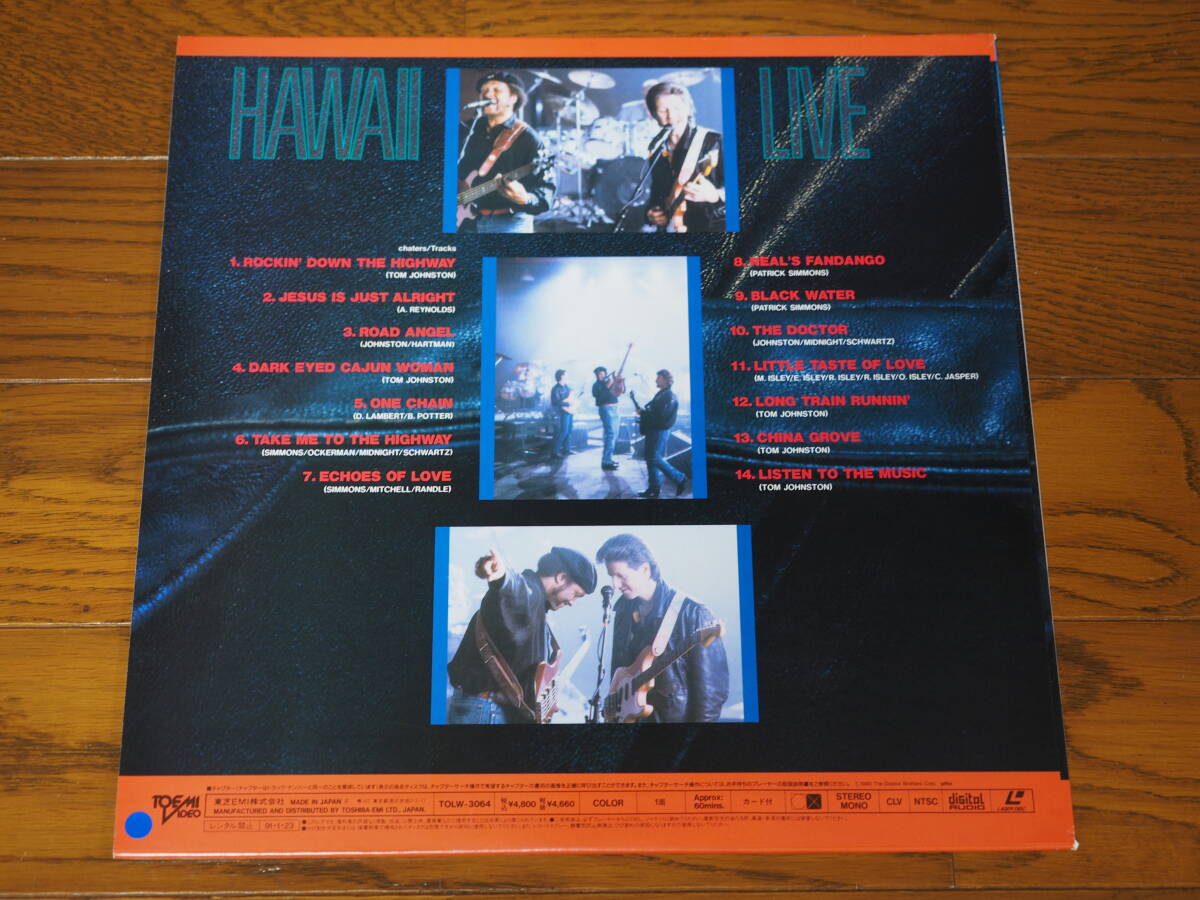 HAWAII LIVE
chaters/Tracks
1. ROCKIN' DOWN THE HIGHWAY
(TOM JOHNSTON)
2. JESUS IS JUST ALRIGHT
(A. REYNOLDS)
3. ROAD ANGEL
(JOHNSTON/HARTMAN)
4. DARK EYED CAJUN WOMAN
(TOM JOHNSTON)
5. ONE CHAIN
(D. LAMBERT/B. POTTER)
6. TAKE ME TO THE HIGHWAY
(SIMMONS/OCKERMAN/MIDNIGHT/SCHWARTZ)
7. ECHOES OF LOVE
(SIMMONS/MITCHELL/RANDLE)
8. NEAL'S FANDANGO
(PATRICK SIMMONS)
9. BLACK WATER
(PATRICK SIMMONS)
10. THE DOCTOR
(JOHNSTON/MIDNIGHT/SCHWARTZ)
11. LITTLE TASTE OF LOVE
(M. ISLEY/E. ISLEY/R. ISLEY/R. ISLEY/O. ISLEY/C. JASPER)
12. LONG TRAIN RUNNIN'
(TOM JOHNSTON)
13. CHINA GROVE
(TOM JOHNSTON)
14. LISTEN TO THE MUSIC
(TOM JOHNSTON)
TOEMI VIDEO
東芝EMI株式会社 MADE IN JAPAN
MANUFACTURED AND DISTRIBUTED BY TOSHIBA-EMI LTD., JAPAN.
TOLW-3064
¥4,800
¥4,660
COLOR
1面
Approx: 60mins.
カード付
STEREO MONO
CLV
NTSC
digital AUDIO
LASER DISC
レンタル禁止
91-1-23